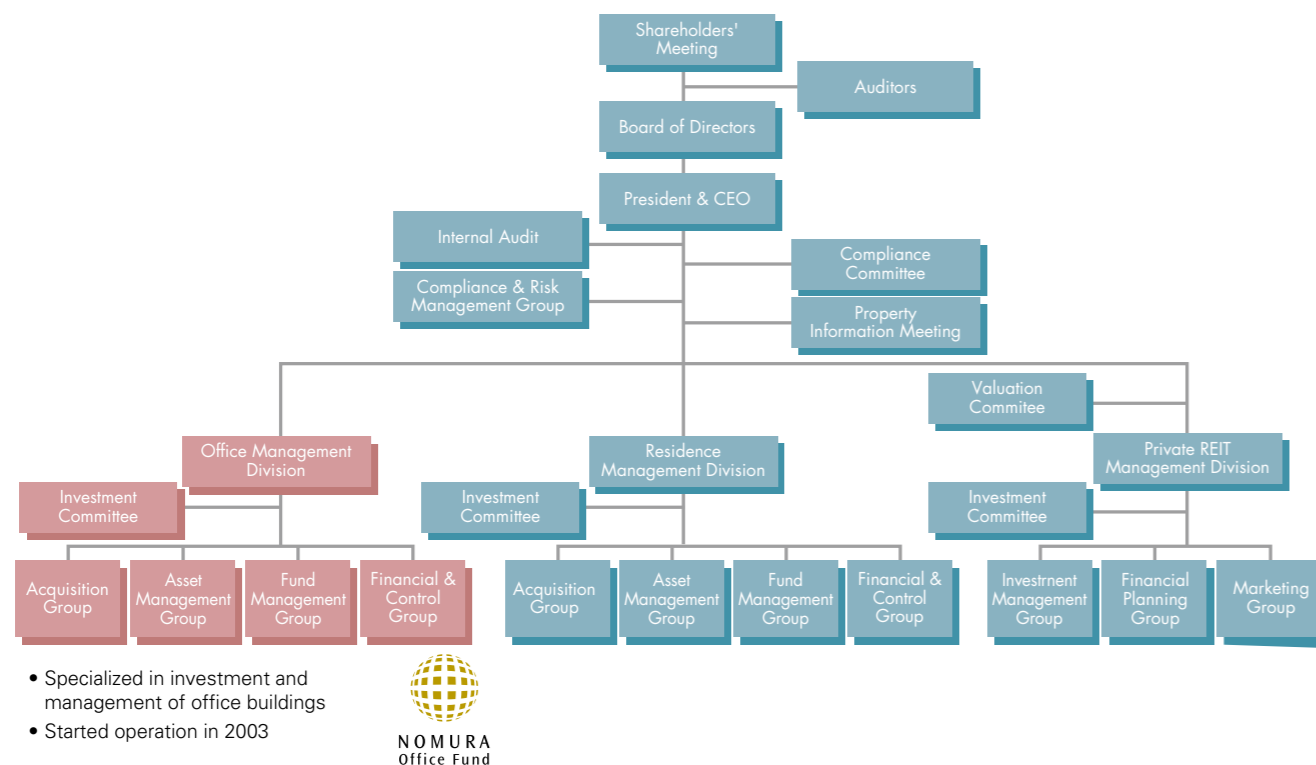 Shareholders'
Meeting
Auditors
Board of Directors
President & CEO
Internal Audit
Compliance
Committee
Compliance & Risk
Management Group
Property
Information Meeting
Valuation
Commitee
Office Management
Division
Residence
Management Division
Private REIT
Management Division
Investment
Committee
Investment
Committee
Investment
Committee
Acquisition
Group
Asset
Management
Group
Fund
Management
Group
Financial &
Control
Group
Acquisition
Group
Asset
Management
Group
Fund
Management
Group
Financial &
Control
Group
Investment
Management
Group
Financial
Planning
Group
Marketing
Group
• Specialized in investment and
management of office buildings
• Started operation in 2003
NOMURA
Office Fund